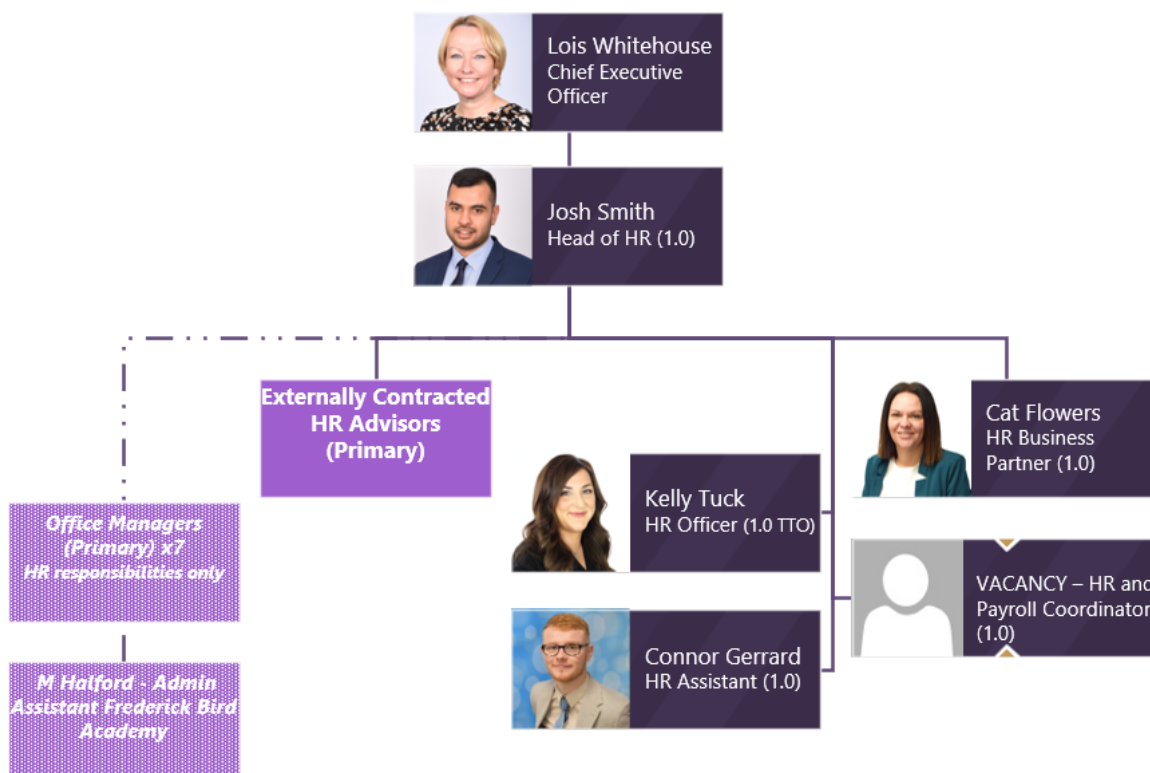 Lois Whitehouse
Chief Executive
Officer
Josh Smith
Head of HR (1.0)
Externally Contracted
HR Advisors
(Primary)
Cat Flowers
HR Business
Partner (1.0)
Kelly Tuck
HR Officer (1.0 TTO)
Office Managers
(Primary) x7
HR responsibilities only
VACANCY – HR and
Payroll Coordinator
(1.0)
Connor Gerrard
HR Assistant (1.0)
M Halford - Admin
Assistant Frederick Bird
Academy